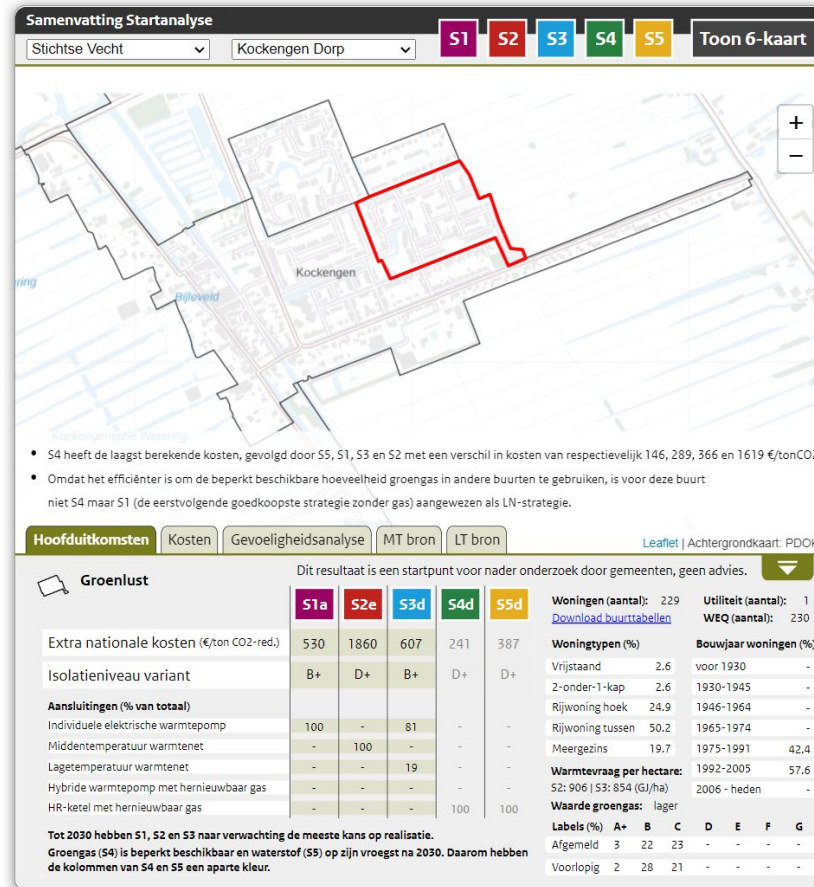 Samenvatting Startanalyse
Stichtse Vecht
Kockengen Dorp
S1 S2 S3 S4 S5 Toon 6-kaart
+
−
Kockengen
Bijleveld
Kockengensche Wetering
• S4 heeft de laagst berekende kosten, gevolgd door S5, S1, S3 en S2 met een verschil in kosten van respectievelijk 146, 289, 366 en 1619 €/tonCO2
• Omdat het efficiënter is om de beperkt beschikbare hoeveelheid groengas in andere buurten te gebruiken, is voor deze buurt
niet S4 maar S1 (de eerstvolgende goedkoopste strategie zonder gas) aangewezen als LN-strategie.
Hoofduitkomsten Kosten Gevoeligheidsanalyse MT bron LT bron
Leaflet | Achtergrondkaart: PDOK
Groenlust
Dit resultaat is een startpunt voor nader onderzoek door gemeenten, geen advies.
S1a S2e S3d S4d S5d
Extra nationale kosten (€/ton CO2-red.) 530 1860 607 241 387
Isolatieniveau variant B+ D+ B+ D+ D+
Aansluitingen (% van totaal)
Individuele elektrische warmtepomp 100 - 81 - -
Middentemperatuur warmtenet - 100 - - -
Lagetemperatuur warmtenet - - 19 - -
Hybride warmtepomp met hernieuwbaar gas - - - - -
HR-ketel met hernieuwbaar gas - - - 100 100
Tot 2030 hebben S1, S2 en S3 naar verwachting de meeste kans op realisatie.
Groengas (S4) is beperkt beschikbaar en waterstof (S5) op zijn vroegst na 2030. Daarom hebben
de kolommen van S4 en S5 een aparte kleur.
Woningen (aantal): 229
Download buurttabellen
Utiliteit (aantal): 1
WEQ (aantal): 230
Woningtypen (%)
Vrijstaand 2.6
2-onder-1-kap 2.6
Rijwoning hoek 24.9
Rijwoning tussen 50.2
Meergezins 19.7
Bouwjaar woningen (%)
voor 1930 -
1930-1945 -
1946-1964 -
1965-1974 -
1975-1991 42.4
1992-2005 57.6
2006 - heden -
Warmtevraag per hectare:
S2: 906 | S3: 854 (GJ/ha)
Waarde groengas: lager
Labels (%) A+ B C D E F G
Afgemeld 3 22 23 - - - -
Voorlopig 2 28 21 - - - -